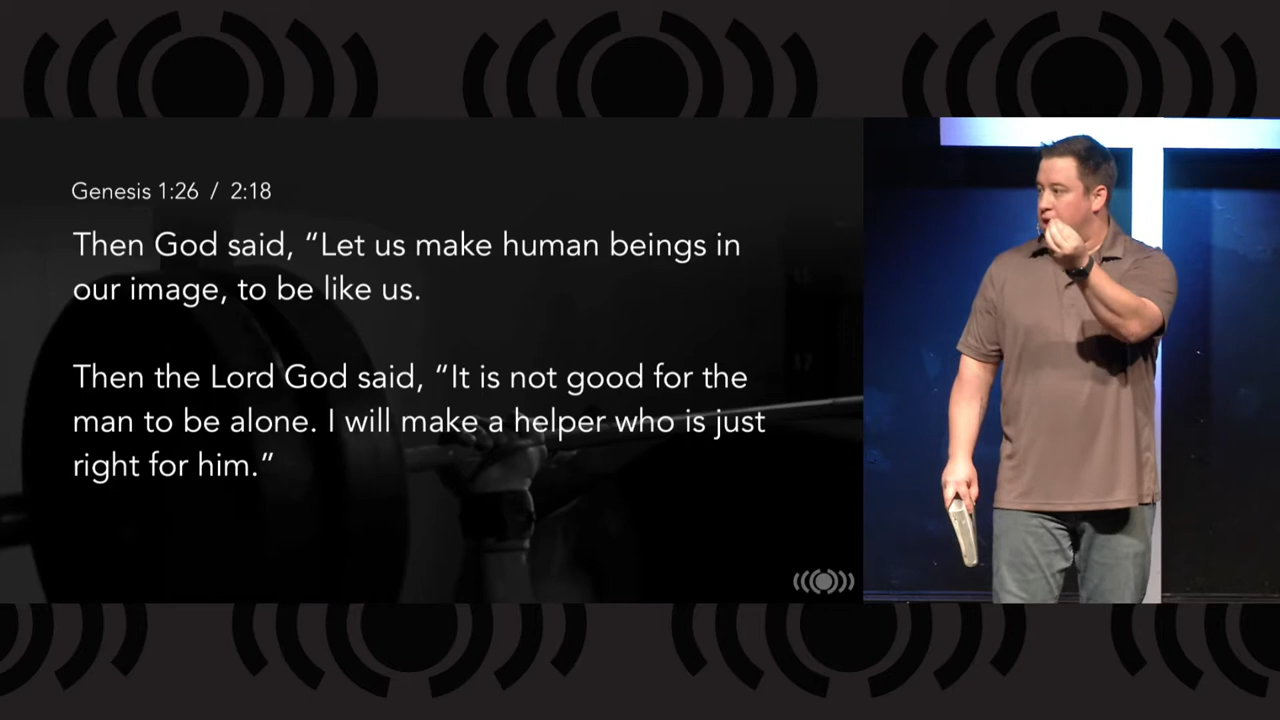 Genesis 1:26 / 2:18
Then God said, “Let us make human beings in
our image, to be like us.
Then the Lord God said, “It is not good for the
man to be alone. I will make a helper who is just
right for him.”